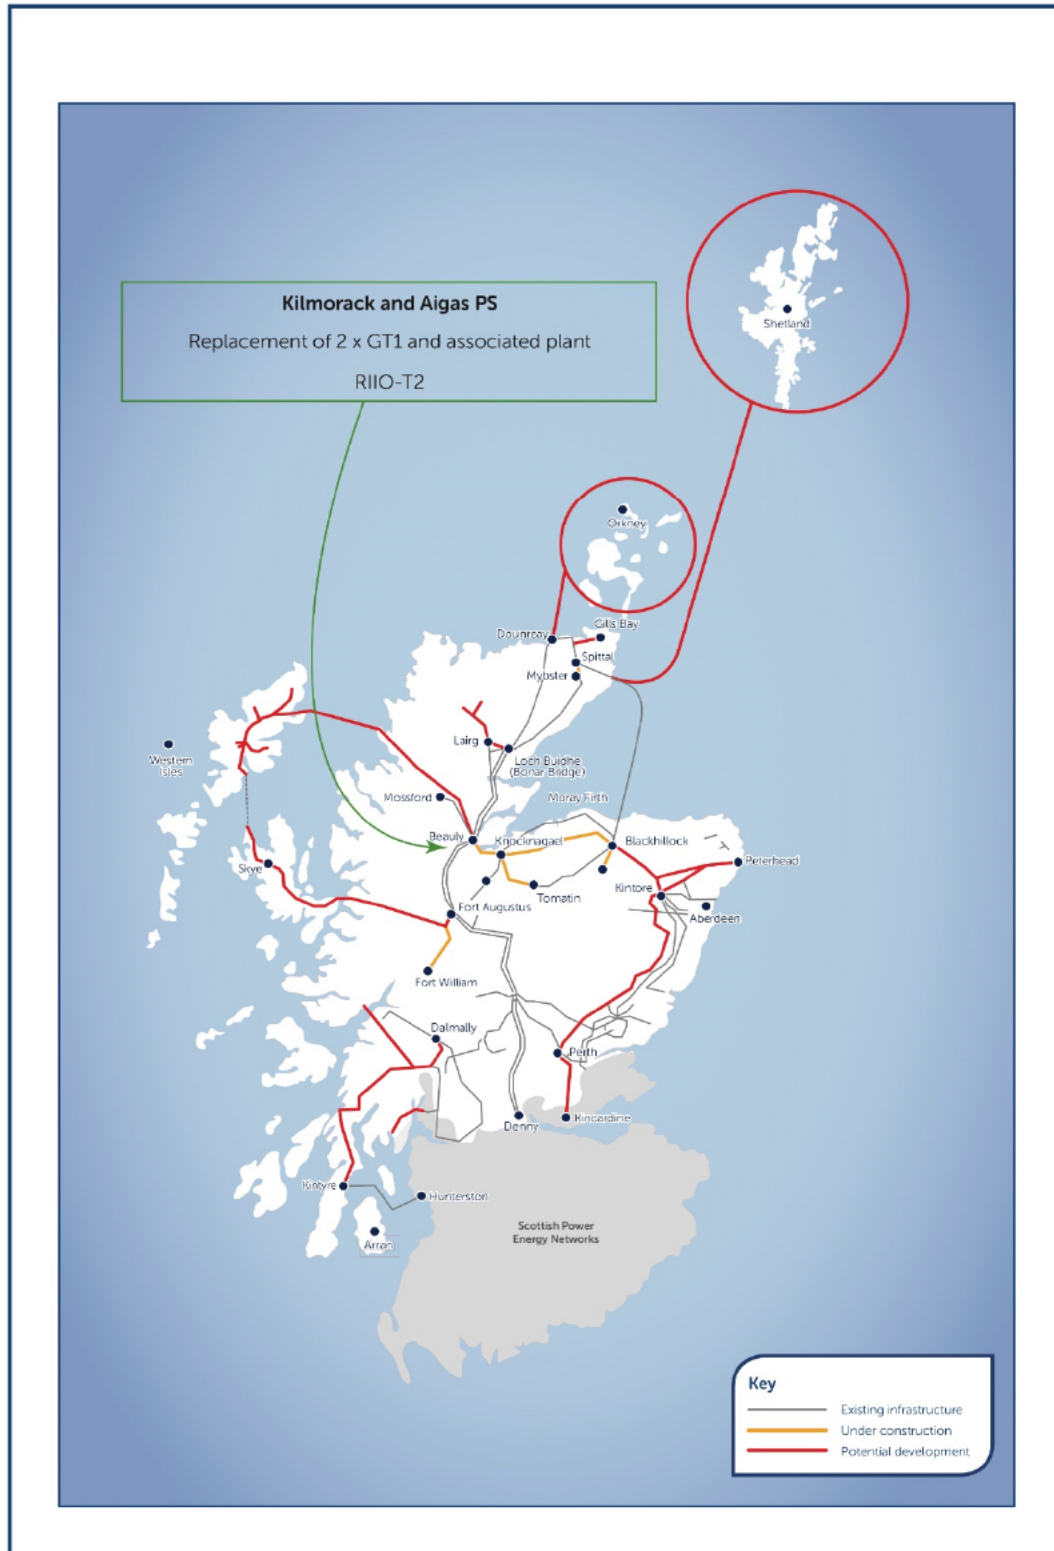 Kilmorack and Aigas PS
Replacement of 2 x GT1 and associated plant
RIIO-T2
Shetland
Orkney
Gills Bay
Dounreay
Spittal
Mybster
Lairg
Loch Buidhe
(Bonar Bridge)
Western
Isles
Mossford
Moray Firth
Beauly
Knocknagael
Blackhillock
Peterhead
Skye
Kintore
Tomatin
Fort Augustus
Aberdeen
Fort William
Dalmally
Perth
Denny
Kincardine
Kintyre
Hunterston
Arran
Scottish Power
Energy Networks
Key
Existing infrastructure
Under construction
Potential development